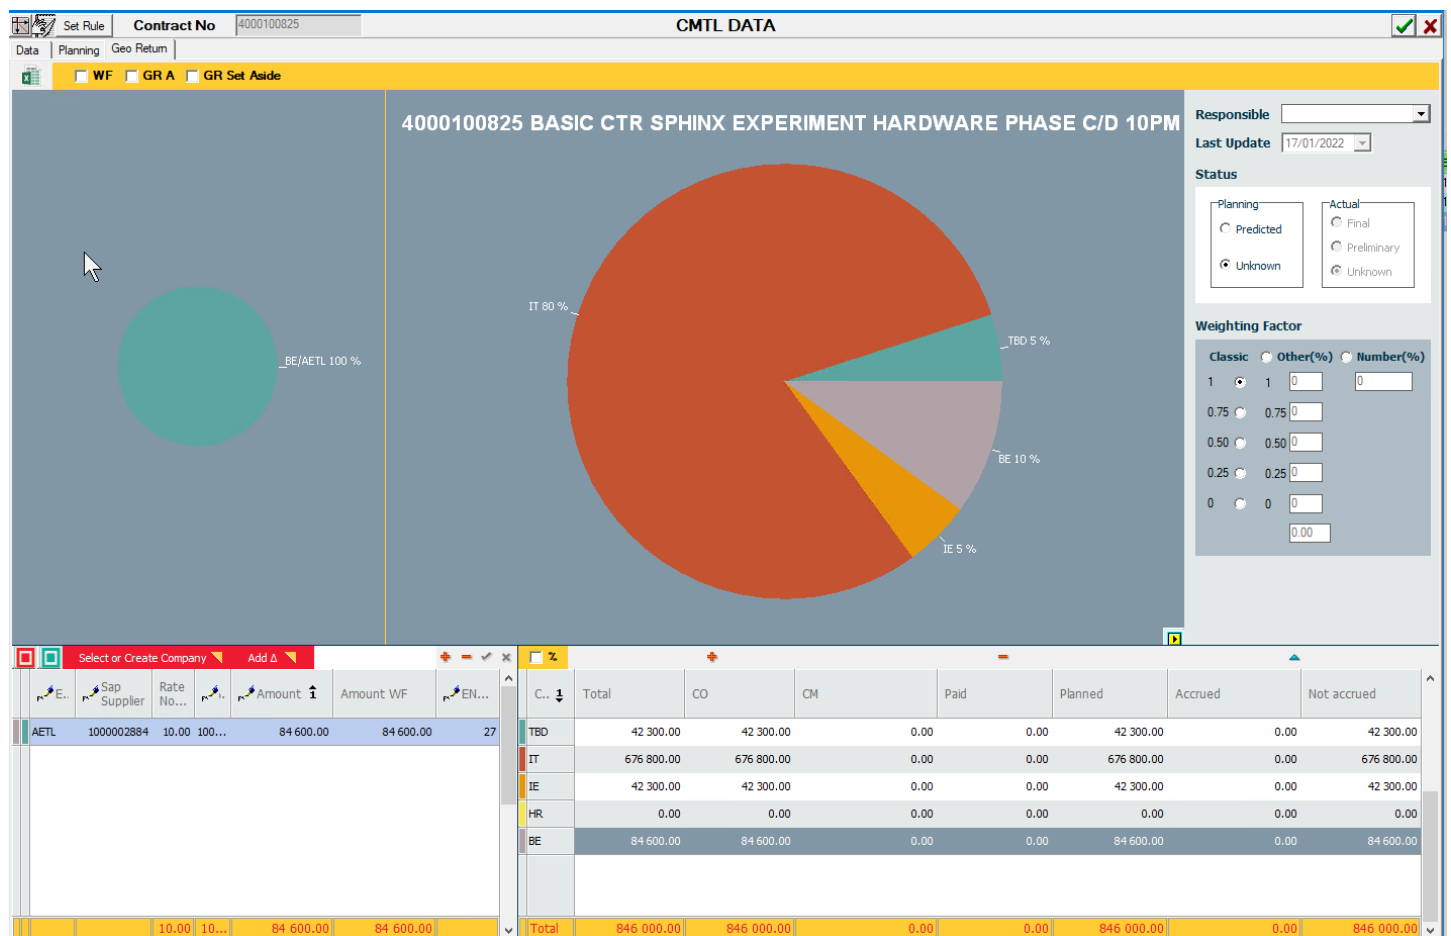 Set Rule Contract No 4000100825 CMTL DATA
Data Planning Geo Return
WF GR A GR Set Aside
4000100825 BASIC CTR SPHINX EXPERIMENT HARDWARE PHASE C/D 10PM
IT 80 %
TBD 5 %
BE/AETL 100 %
BE 10 %
IE 5 %
Responsible
Last Update 17/01/2022
Status
Planning Actual
Predicted Final
Preliminary
Unknown Unknown
Weighting Factor
Classic Other(%) Number(%)
1 1 0 0
0.75 0.75 0
0.50 0.50 0
0.25 0.25 0
0 0 0
0.00
Select or Create Company Add Δ %
E.. Sap Supplier Rate No... Amount 1 Amount WF EN... C.. 1 Total CO CM Paid Planned Accrued Not accrued
AETL 1000002884 10.00 100... 84 600.00 84 600.00 27 TBD 42 300.00 42 300.00 0.00 0.00 42 300.00 0.00 42 300.00
IT 676 800.00 676 800.00 0.00 0.00 676 800.00 0.00 676 800.00
IE 42 300.00 42 300.00 0.00 0.00 42 300.00 0.00 42 300.00
HR 0.00 0.00 0.00 0.00 0.00 0.00 0.00
BE 84 600.00 84 600.00 0.00 0.00 84 600.00 0.00 84 600.00
10.00 10... 84 600.00 84 600.00 Total 846 000.00 846 000.00 0.00 0.00 846 000.00 0.00 846 000.00